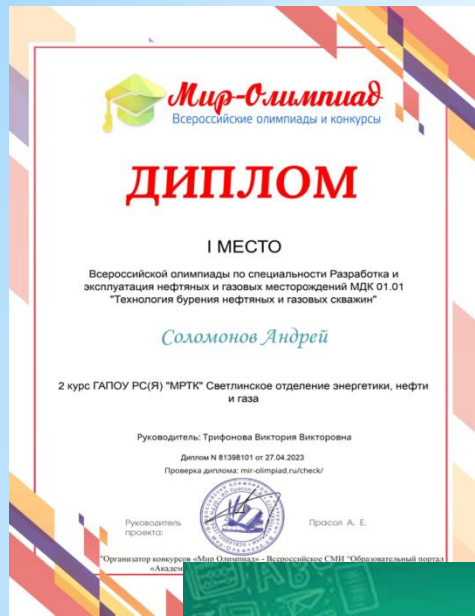 Мир-Олимпиад
Всероссийские олимпиады и конкурсы
ДИПЛОМ
I МЕСТО
Всероссийской олимпиады по специальности Разработка и
эксплуатация нефтяных и газовых месторождений МДК 01.01
"Технология бурения нефтяных и газовых скважин"
Соломонов Андрей
2 курс ГАПОУ РС(Я) "МРТК" Светлинское отделение энергетики, нефти
и газа
Руководитель: Трифонова Виктория Викторовна
Диплом N 81398101 от 27.04.2023
Проверка диплома: mir-olimpiad.ru/check/
Руководитель
проекта:
Прасол А. Е.
"Организатор конкурсов «Мир Олимпиад» - Всероссийское СМИ "Образовательный портал
«Академ